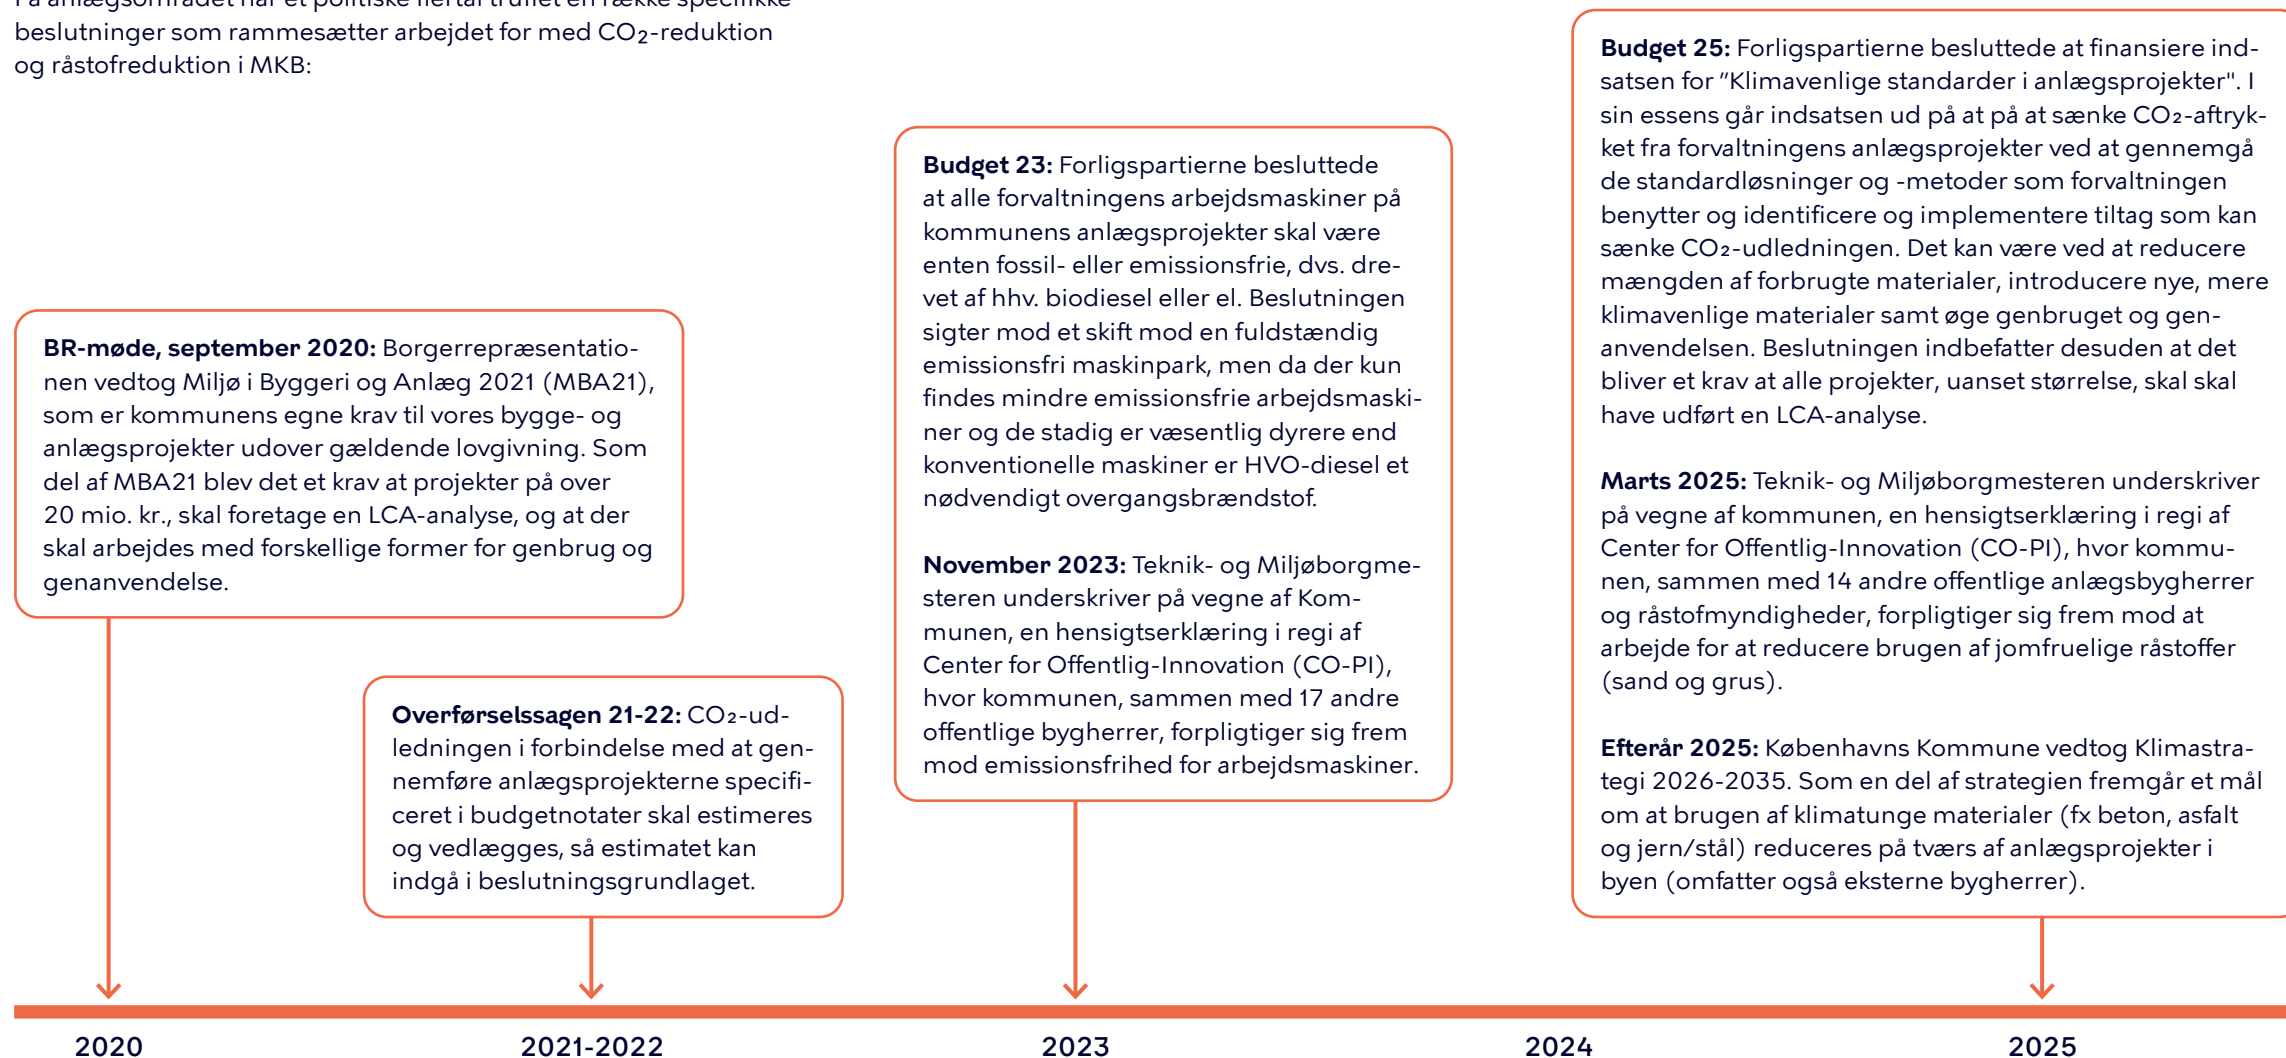 På anlægsområdet har et politiske flertal truffet en række specifikke
beslutninger som rammesætter arbejdet for med CO₂-reduktion
og råstofreduktion i MKB:
BR-møde, september 2020: Borgerrepræsentatio-
nen vedtog Miljø i Byggeri og Anlæg 2021 (MBA21),
som er kommunens egne krav til vores bygge- og
anlægsprojekter udover gældende lovgivning. Som
del af MBA21 blev det et krav at projekter på over
20 mio. kr., skal foretage en LCA-analyse, og at der
skal arbejdes med forskellige former for genbrug og
genanvendelse.
Overførselssagen 21-22: CO₂-ud-
ledningen i forbindelse med at gen-
nemføre anlægsprojekterne specifi-
ceret i budgetnotater skal estimeres
og vedlægges, så estimatet kan
indgå i beslutningsgrundlaget.
Budget 23: Forligspartierne besluttede
at alle forvaltningens arbejdsmaskiner på
kommunens anlægsprojekter skal være
enten fossil- eller emissionsfrie, dvs. dre-
vet af hhv. biodiesel eller el. Beslutningen
sigter mod et skift mod en fuldstændig
emissionsfri maskinpark, men da der kun
findes mindre emissionsfrie arbejdsmaski-
ner og de stadig er væsentlig dyrere end
konventionelle maskiner er HVO-diesel et
nødvendigt overgangsbrændstof.
November 2023: Teknik- og Miljøborgme-
steren underskriver på vegne af Kom-
munen, en hensigtserklæring i regi af
Center for Offentlig-Innovation (CO-PI),
hvor kommunen, sammen med 17 andre
offentlige bygherrer, forpligtiger sig frem
mod emissionsfrihed for arbejdsmaskiner.
Budget 25: Forligspartierne besluttede at finansiere ind-
satsen for ”Klimavenlige standarder i anlægsprojekter". I
sin essens går indsatsen ud på at på at sænke CO₂-aftryk-
ket fra forvaltningens anlægsprojekter ved at gennemgå
de standardløsninger og -metoder som forvaltningen
benytter og identificere og implementere tiltag som kan
sænke CO₂-udledningen. Det kan være ved at reducere
mængden af forbrugte materialer, introducere nye, mere
klimavenlige materialer samt øge genbruget og gen-
anvendelsen. Beslutningen indbefatter desuden at det
bliver et krav at alle projekter, uanset størrelse, skal skal
have udført en LCA-analyse.
Marts 2025: Teknik- og Miljøborgmesteren underskriver
på vegne af kommunen, en hensigtserklæring i regi af
Center for Offentlig-Innovation (CO-PI), hvor kommu-
nen, sammen med 14 andre offentlige anlægsbygherrer
og råstofmyndigheder, forpligtiger sig frem mod at
arbejde for at reducere brugen af jomfruelige råstoffer
(sand og grus).
Efterår 2025: Københavns Kommune vedtog Klimastra-
tegi 2026-2035. Som en del af strategien fremgår et mål
om at brugen af klimatunge materialer (fx beton, asfalt
og jern/stål) reduceres på tværs af anlægsprojekter i
byen (omfatter også eksterne bygherrer).
2020
2021-2022
2023
2024
2025